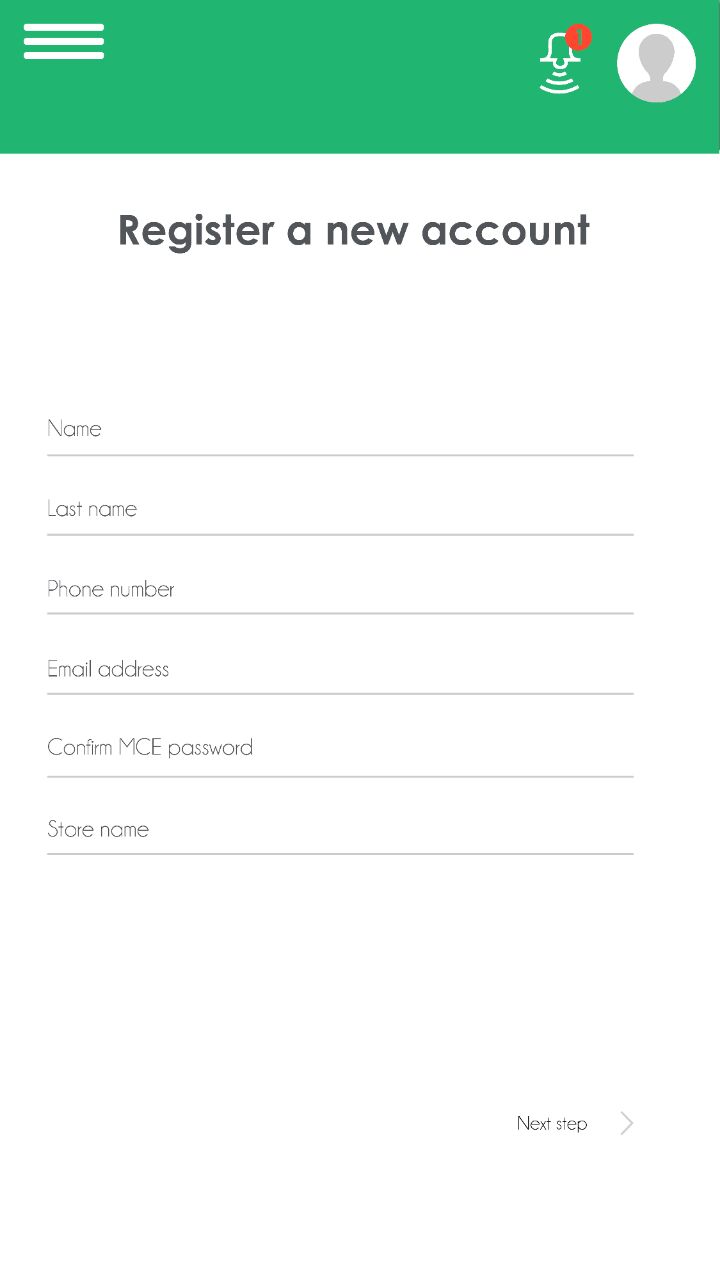 1
Register a new account
Name
Last name
Phone number
Email address
Confirm MCE password
Store name
Next step